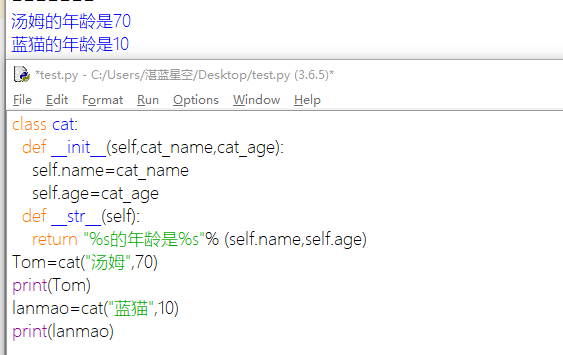 汤姆的年龄是70
蓝猫的年龄是10
*test.py - C:/Users/湛蓝星空/Desktop/test.py (3.6.5)*
File Edit Format Run Options Window Help
class cat:
  def __init__(self,cat_name,cat_age):
    self.name=cat_name
    self.age=cat_age
  def __str__(self):
    return "%s的年龄是%s"% (self.name,self.age)
Tom=cat("汤姆",70)
print(Tom)
lanmao=cat("蓝猫",10)
print(lanmao)